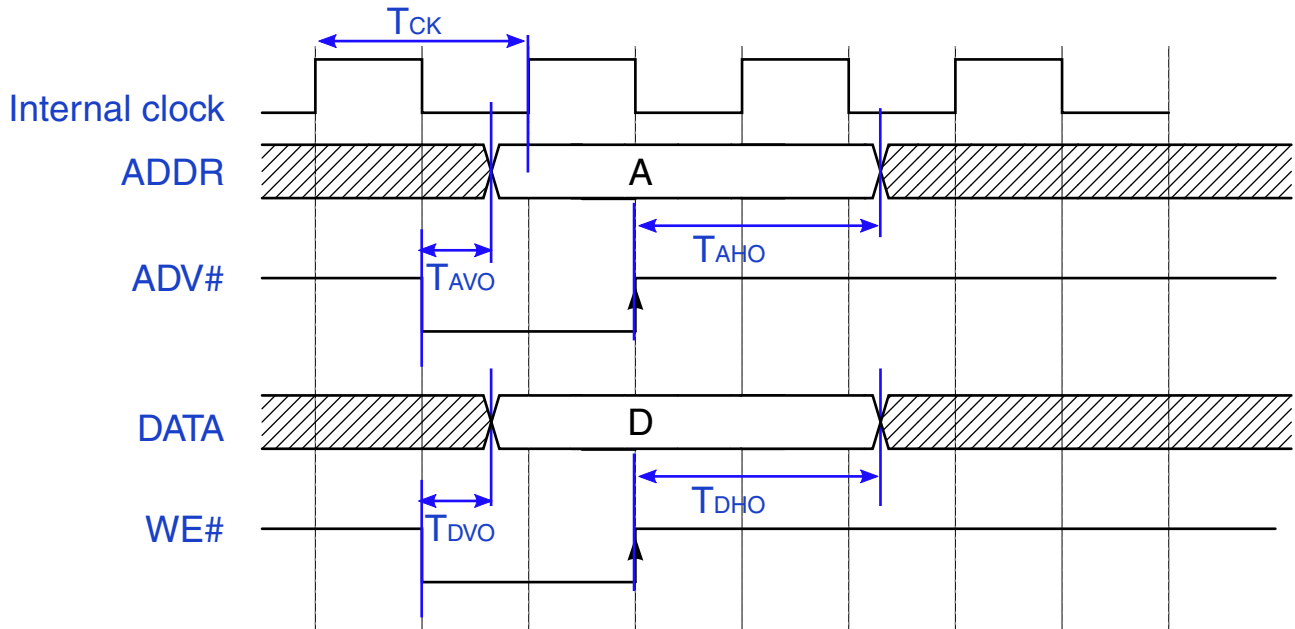 TCK
Internal clock
ADDR
A
TAHO
TAVO
ADV#
DATA
D
TDHO
TDVO
WE#